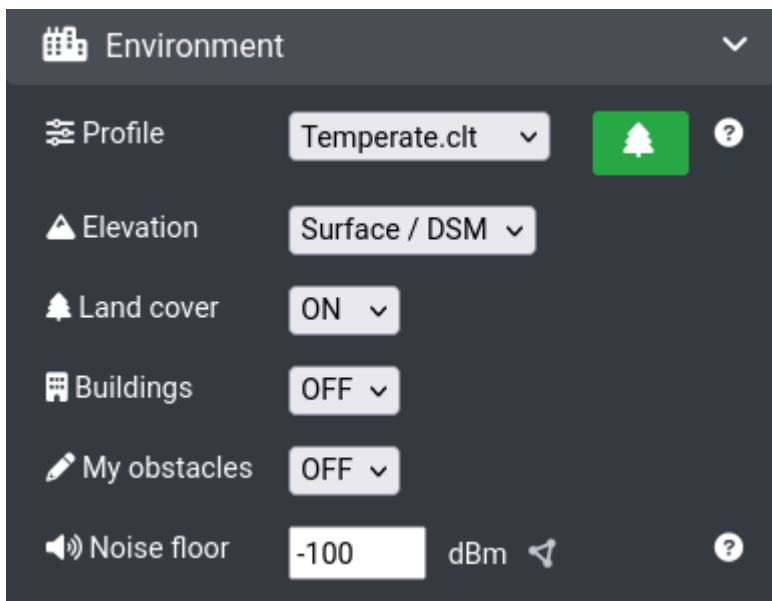 Environment
Profile Temperate.clt ?
Elevation Surface / DSM
Land cover ON
Buildings OFF
My obstacles OFF
Noise floor -100 dBm ?